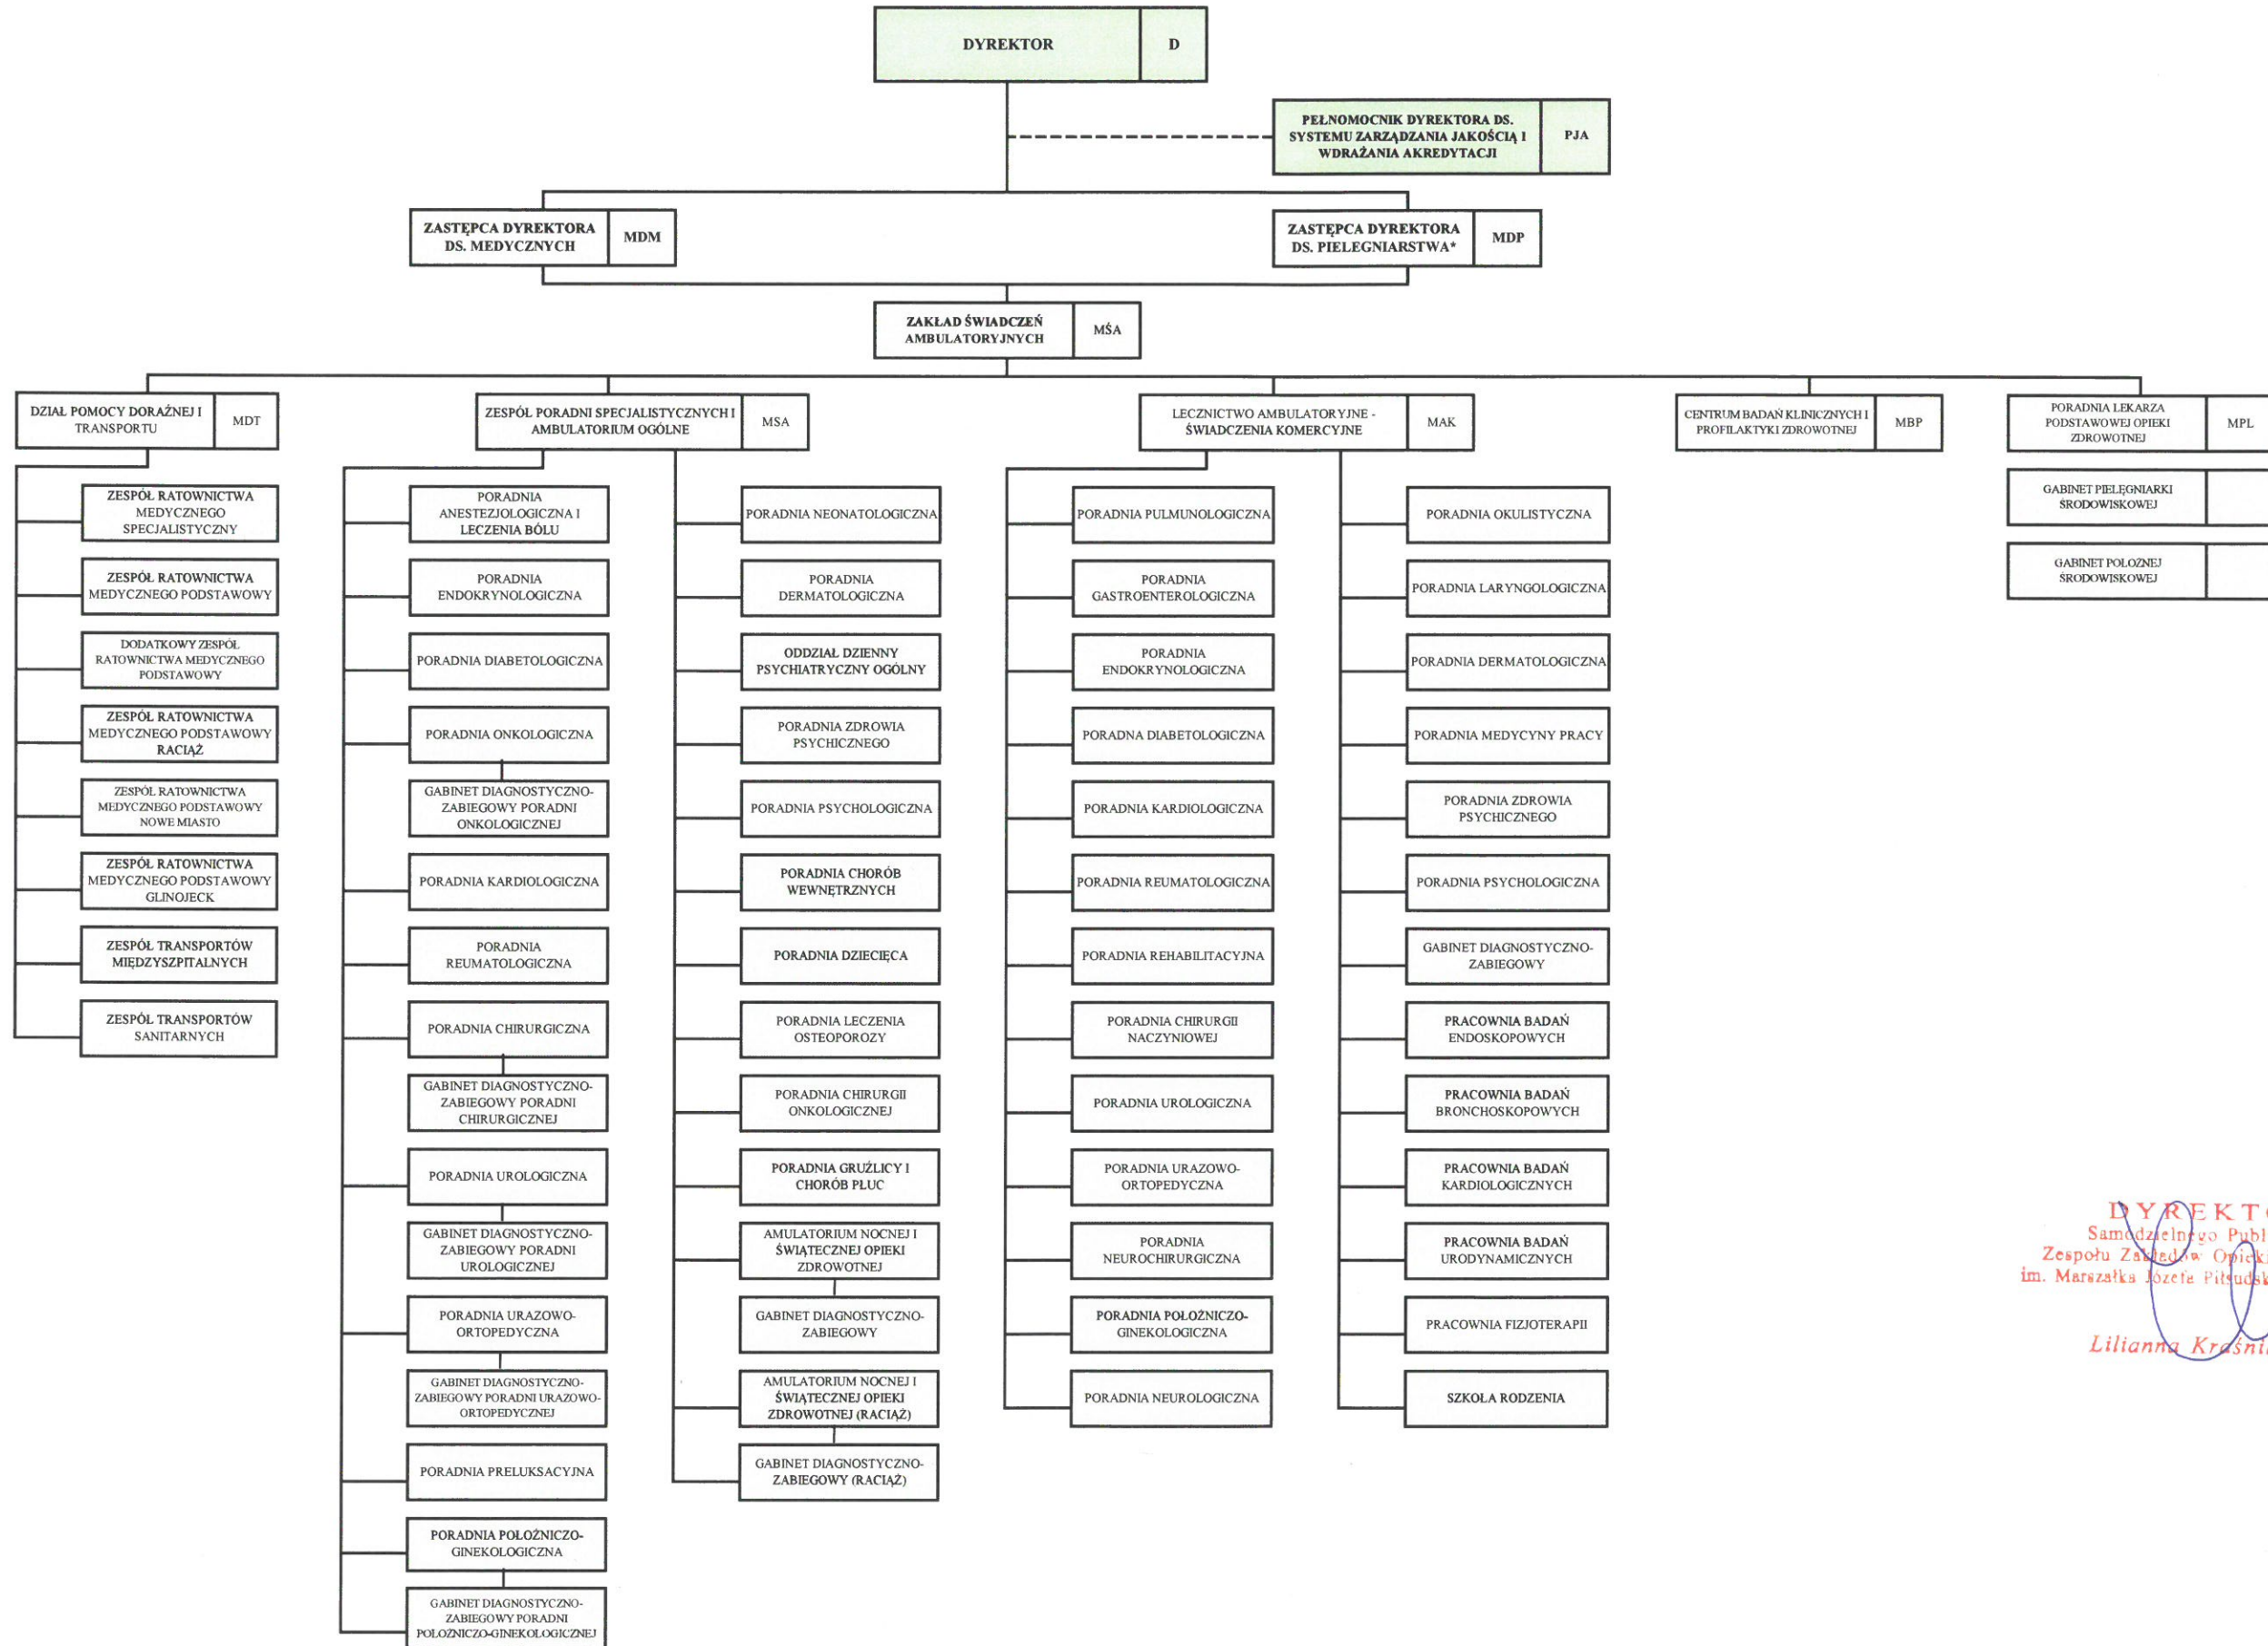 DYREKTOR
D
PEŁNOMOCNIK DYREKTORA DS.
SYSTEMU ZARZĄDZANIA JAKOŚCIĄ I
WDRAŻANIA AKREDYTACJI
PJA
ZASTĘPCA DYREKTORA
DS. MEDYCZNYCH
MDM
ZASTĘPCA DYREKTORA
DS. PIELEGNIARSTWA*
MDP
ZAKŁAD ŚWIADCZEŃ
AMBULATORYJNYCH
MŚA
DZIAŁ POMOCY DORAŹNEJ I
TRANSPORTU
MDT
ZESPÓŁ RATOWNICTWA
MEDYCZNEGO
SPECJALISTYCZNY
ZESPÓŁ RATOWNICTWA
MEDYCZNEGO PODSTAWOWY
DODATKOWY ZESPÓŁ
RATOWNICTWA MEDYCZNEGO
PODSTAWOWY
ZESPÓŁ RATOWNICTWA
MEDYCZNEGO PODSTAWOWY
RACIĄŻ
ZESPÓŁ RATOWNICTWA
MEDYCZNEGO PODSTAWOWY
NOWE MIASTO
ZESPÓŁ RATOWNICTWA
MEDYCZNEGO PODSTAWOWY
GLINOJECK
ZESPÓŁ TRANSPORTÓW
MIĘDZYSZPITALNYCH
ZESPÓŁ TRANSPORTÓW
SANITARNYCH
ZESPÓŁ PORADNI SPECJALISTYCZNYCH I
AMBULATORIUM OGÓLNE
MSA
PORADNIA
ANESTEZJOLOGICZNA I
LECZENIA BÓLU
PORADNIA
ENDOKRYNOLOGICZNA
PORADNIA DIABETOLOGICZNA
PORADNIA ONKOLOGICZNA
GABINET DIAGNOSTYCZNO-
ZABIEGOWY PORADNI
ONKOLOGICZNEJ
PORADNIA KARDIOLOGICZNA
PORADNIA
REUMATOLOGICZNA
PORADNIA CHIRURGICZNA
GABINET DIAGNOSTYCZNO-
ZABIEGOWY PORADNI
CHIRURGICZNEJ
PORADNIA UROLOGICZNA
GABINET DIAGNOSTYCZNO-
ZABIEGOWY PORADNI
UROLOGICZNEJ
PORADNIA URAZOWO-
ORTOPEDYCZNA
GABINET DIAGNOSTYCZNO-
ZABIEGOWY PORADNI URAZOWO-
ORTOPEDYCZNEJ
PORADNIA PRELUKSACYJNA
PORADNIA POŁOŻNICZO-
GINEKOLOGICZNA
GABINET DIAGNOSTYCZNO-
ZABIEGOWY PORADNI
POŁOŻNICZO-GINEKOLOGICZNEJ
PORADNIA NEONATOLOGICZNA
PORADNIA
DERMATOLOGICZNA
ODDZIAŁ DZIENNY
PSYCHIATRYCZNY OGÓLNY
PORADNIA ZDROWIA
PSYCHICZNEGO
PORADNIA PSYCHOLOGICZNA
PORADNIA CHORÓB
WEWNĘTRZNYCH
PORADNIA DZIECIĘCA
PORADNIA LECZENIA
OSTEOPOROZY
PORADNIA CHIRURGII
ONKOLOGICZNEJ
PORADNIA GRUŹLICY I
CHORÓB PŁUC
AMULATORIUM NOCNEJ I
ŚWIĄTECZNEJ OPIEKI
ZDROWOTNEJ
GABINET DIAGNOSTYCZNO-
ZABIEGOWY
AMULATORIUM NOCNEJ I
ŚWIĄTECZNEJ OPIEKI
ZDROWOTNEJ (RACIĄŻ)
GABINET DIAGNOSTYCZNO-
ZABIEGOWY (RACIĄŻ)
LECZNICTWO AMBULATORYJNE -
ŚWIADCZENIA KOMERCYJNE
MAK
PORADNIA PULMUNOLOGICZNA
PORADNIA
GASTROENTEROLOGICZNA
PORADNIA
ENDOKRYNOLOGICZNA
PORADNA DIABETOLOGICZNA
PORADNIA KARDIOLOGICZNA
PORADNIA REUMATOLOGICZNA
PORADNIA REHABILITACYJNA
PORADNIA CHIRURGII
NACZYNIOWEJ
PORADNIA UROLOGICZNA
PORADNIA URAZOWO-
ORTOPEDYCZNA
PORADNIA
NEUROCHIRURGICZNA
PORADNIA POŁOŻNICZO-
GINEKOLOGICZNA
PORADNIA NEUROLOGICZNA
PORADNIA OKULISTYCZNA
PORADNIA LARYNGOLOGICZNA
PORADNIA DERMATOLOGICZNA
PORADNIA MEDYCYNY PRACY
PORADNIA ZDROWIA
PSYCHICZNEGO
PORADNIA PSYCHOLOGICZNA
GABINET DIAGNOSTYCZNO-
ZABIEGOWY
PRACOWNIA BADAŃ
ENDOSKOPOWYCH
PRACOWNIA BADAŃ
BRONCHOSKOPOWYCH
PRACOWNIA BADAŃ
KARDIOLOGICZNYCH
PRACOWNIA BADAŃ
URODYNAMICZNYCH
PRACOWNIA FIZJOTERAPII
SZKOŁA RODZENIA
CENTRUM BADAŃ KLINICZNYCH I
PROFILAKTYKI ZDROWOTNEJ
MBP
PORADNIA LEKARZA
PODSTAWOWEJ OPIEKI
ZDROWOTNEJ
MPL
GABINET PIELĘGNIARKI
ŚRODOWISKOWEJ
GABINET POŁOŻNEJ
ŚRODOWISKOWEJ
DYREKTO
Samodzielnego Publ
Zespołu Zakładów Opieki
im. Marszałka Józefa Piłsudsk
Lilianna Kraśni